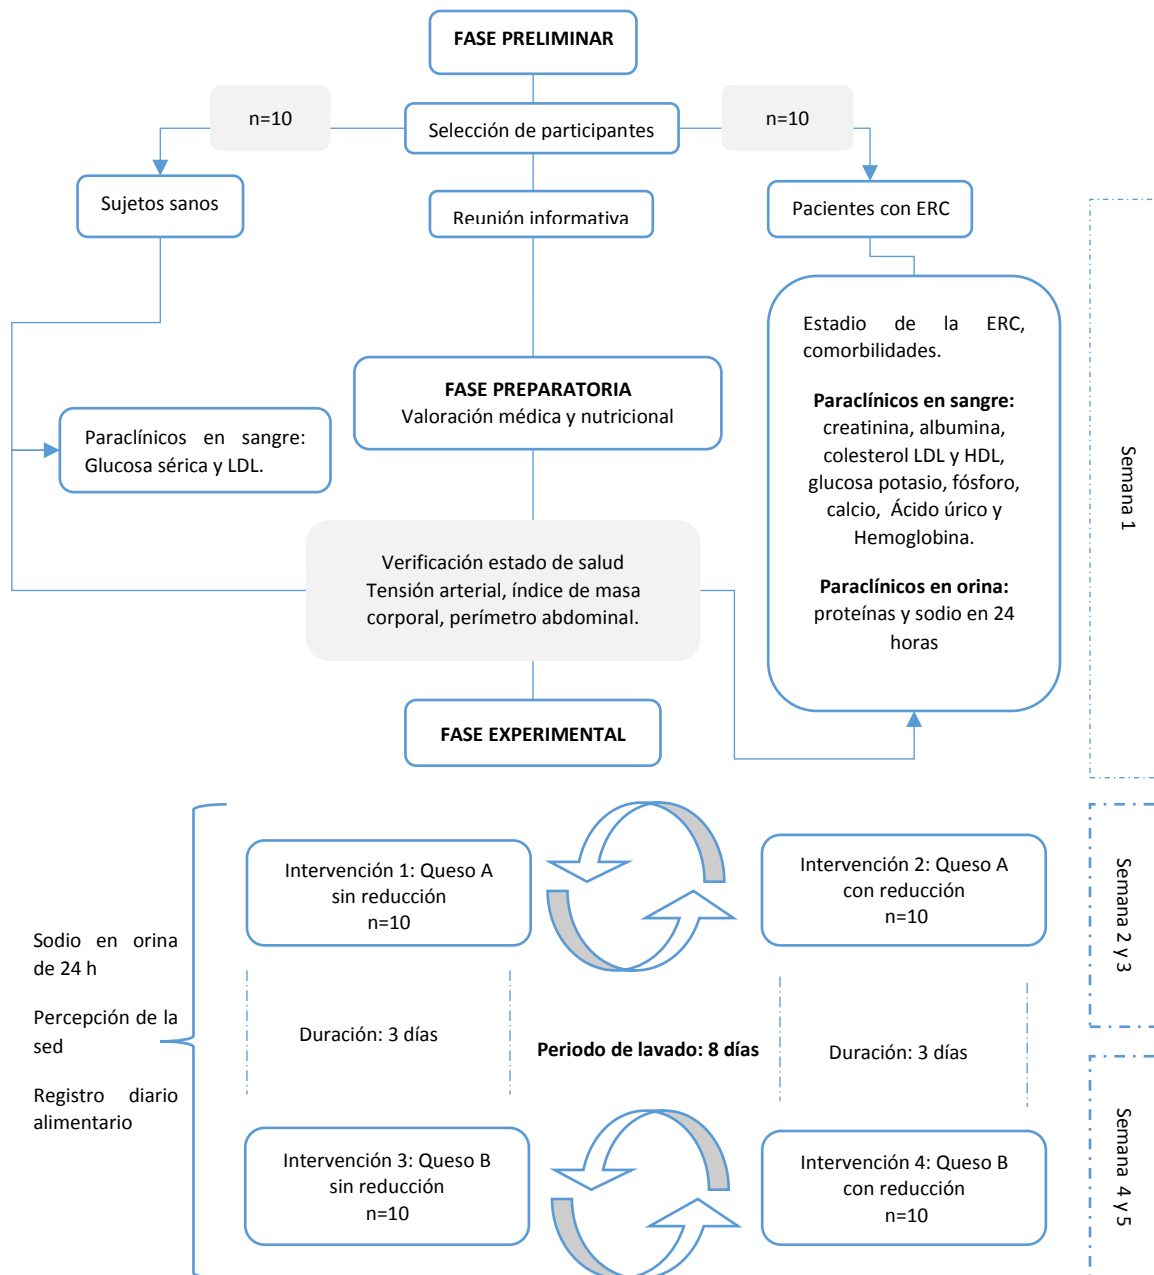 FASE PRELIMINAR
n=10
Selección de participantes
n=10
Sujetos sanos
Reunión informativa
Pacientes con ERC
Estadio de la ERC,
comorbilidades.
Paraclínicos en sangre:
creatinina, albumina,
colesterol LDL y HDL,
glucosa potasio, fósforo,
calcio, Ácido úrico y
Hemoglobina.
Paraclínicos en orina:
proteínas y sodio en 24
horas
FASE PREPARATORIA
Valoración médica y nutricional
Paraclínicos en sangre:
Glucosa sérica y LDL.
Verificación estado de salud
Tensión arterial, índice de masa
corporal, perímetro abdominal.
FASE EXPERIMENTAL
Semana 1
Intervención 1: Queso A
sin reducción
n=10
Intervención 2: Queso A
con reducción
n=10
Semana 2 y 3
Sodio en orina
de 24 h
Percepción de la
sed
Registro diario
alimentario
Duración: 3 días
Periodo de lavado: 8 días
Duración: 3 días
Intervención 3: Queso B
sin reducción
n=10
Intervención 4: Queso B
con reducción
n=10
Semana 4 y 5